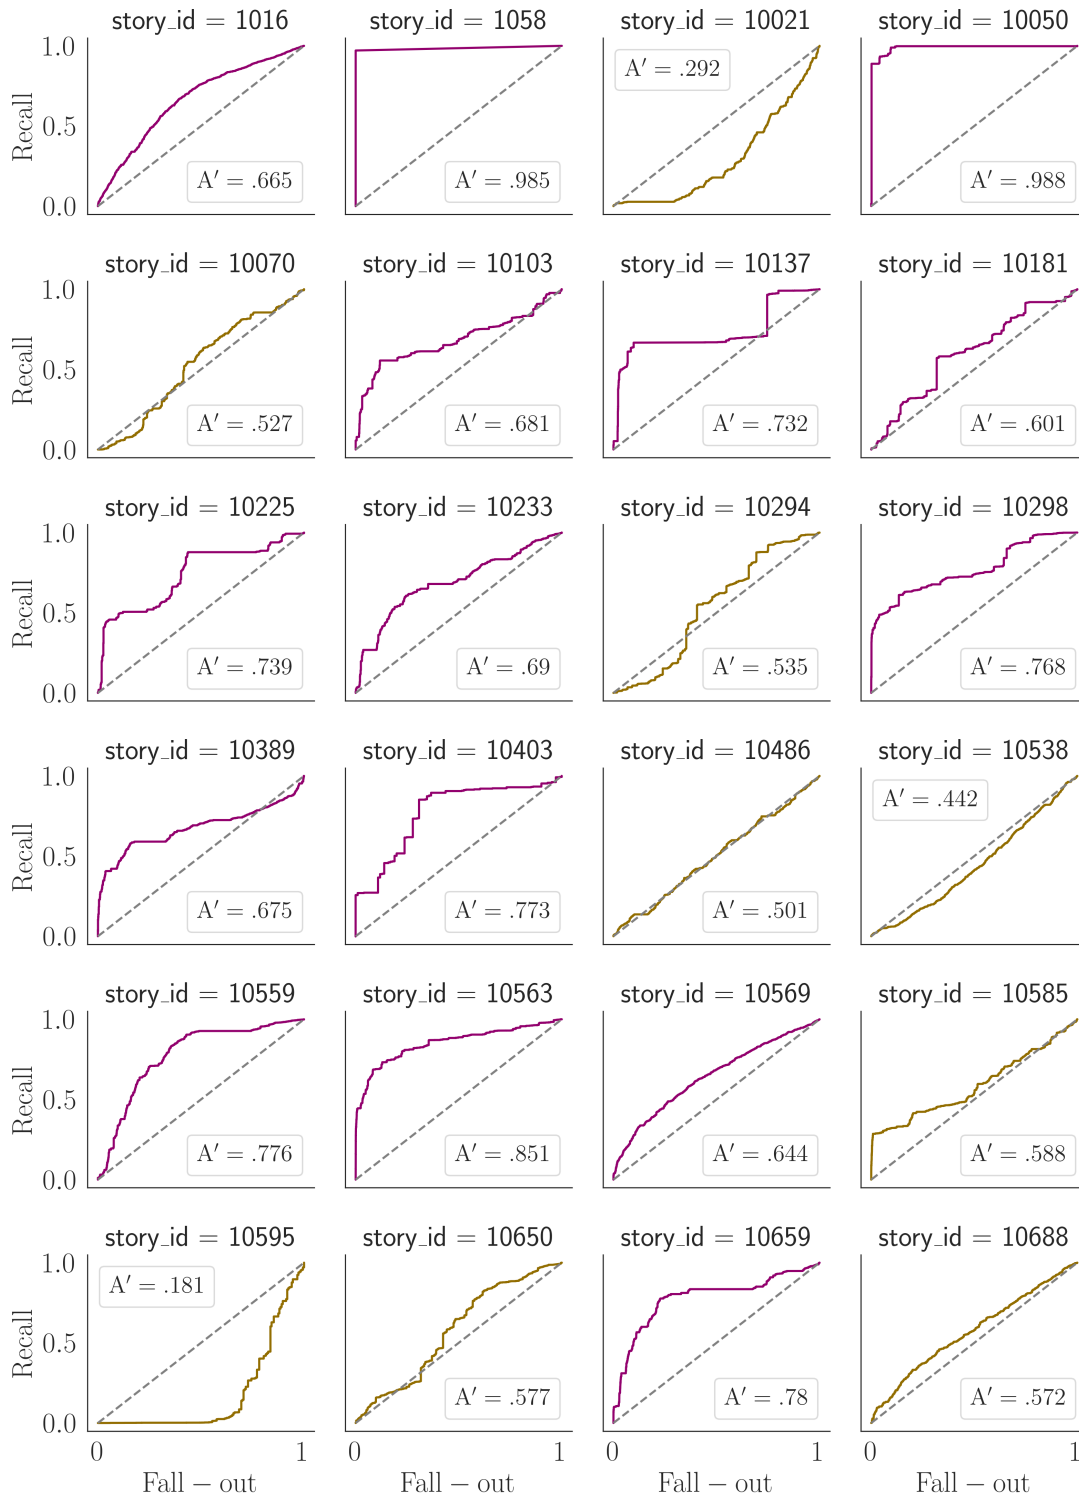 story_id = 1016
story_id = 1058
story_id = 10021
story_id = 10050
1.0
0.5
0.0
Recall
A′ = .665
A′ = .985
A′ = .292
A′ = .988
story_id = 10070
story_id = 10103
story_id = 10137
story_id = 10181
1.0
0.5
0.0
Recall
A′ = .527
A′ = .681
A′ = .732
A′ = .601
story_id = 10225
story_id = 10233
story_id = 10294
story_id = 10298
1.0
0.5
0.0
Recall
A′ = .739
A′ = .69
A′ = .535
A′ = .768
story_id = 10389
story_id = 10403
story_id = 10486
story_id = 10538
1.0
0.5
0.0
Recall
A′ = .675
A′ = .773
A′ = .501
A′ = .442
story_id = 10559
story_id = 10563
story_id = 10569
story_id = 10585
1.0
0.5
0.0
Recall
A′ = .776
A′ = .851
A′ = .644
A′ = .588
story_id = 10595
story_id = 10650
story_id = 10659
story_id = 10688
1.0
0.5
0.0
Recall
A′ = .181
A′ = .577
A′ = .78
A′ = .572
0 1
0 1
0 1
0 1
Fall − out
Fall − out
Fall − out
Fall − out